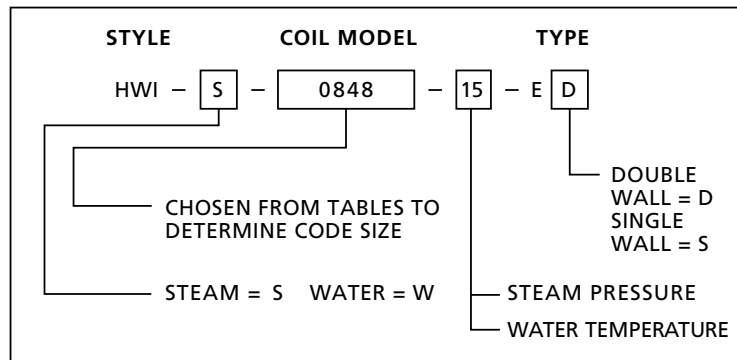 STYLE COIL MODEL TYPE
HWI – S – 0848 – 15 – E D
DOUBLE
WALL = D
SINGLE
WALL = S
CHOSEN FROM TABLES TO
DETERMINE CODE SIZE
STEAM = S WATER = W
STEAM PRESSURE
WATER TEMPERATURE